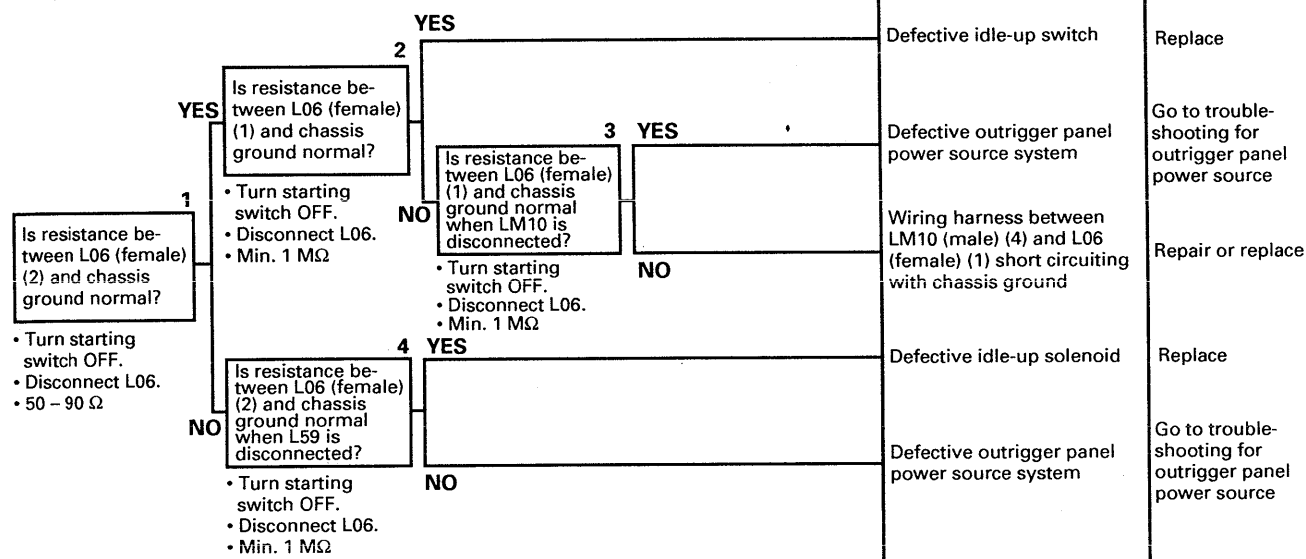 1
Is resistance be-
tween L06 (female)
(2) and chassis
ground normal?
• Turn starting
switch OFF.
• Disconnect L06.
• 50 – 90 Ω
YES
2
Is resistance be-
tween L06 (female)
(1) and chassis
ground normal?
• Turn starting
switch OFF.
• Disconnect L06.
• Min. 1 MΩ
YES
Defective idle-up switch
Replace
NO
3
Is resistance be-
tween L06 (female)
(1) and chassis
ground normal
when LM10 is
disconnected?
• Turn starting
switch OFF.
• Disconnect L06.
• Min. 1 MΩ
YES
Defective outrigger panel
power source system
Go to trouble-
shooting for
outrigger panel
power source
NO
Wiring harness between
LM10 (male) (4) and L06
(female) (1) short circuiting
with chassis ground
Repair or replace
NO
4
Is resistance be-
tween L06 (female)
(2) and chassis
ground normal
when L59 is
disconnected?
• Turn starting
switch OFF.
• Disconnect L06.
• Min. 1 MΩ
YES
Defective idle-up solenoid
Replace
NO
Defective outrigger panel
power source system
Go to trouble-
shooting for
outrigger panel
power source